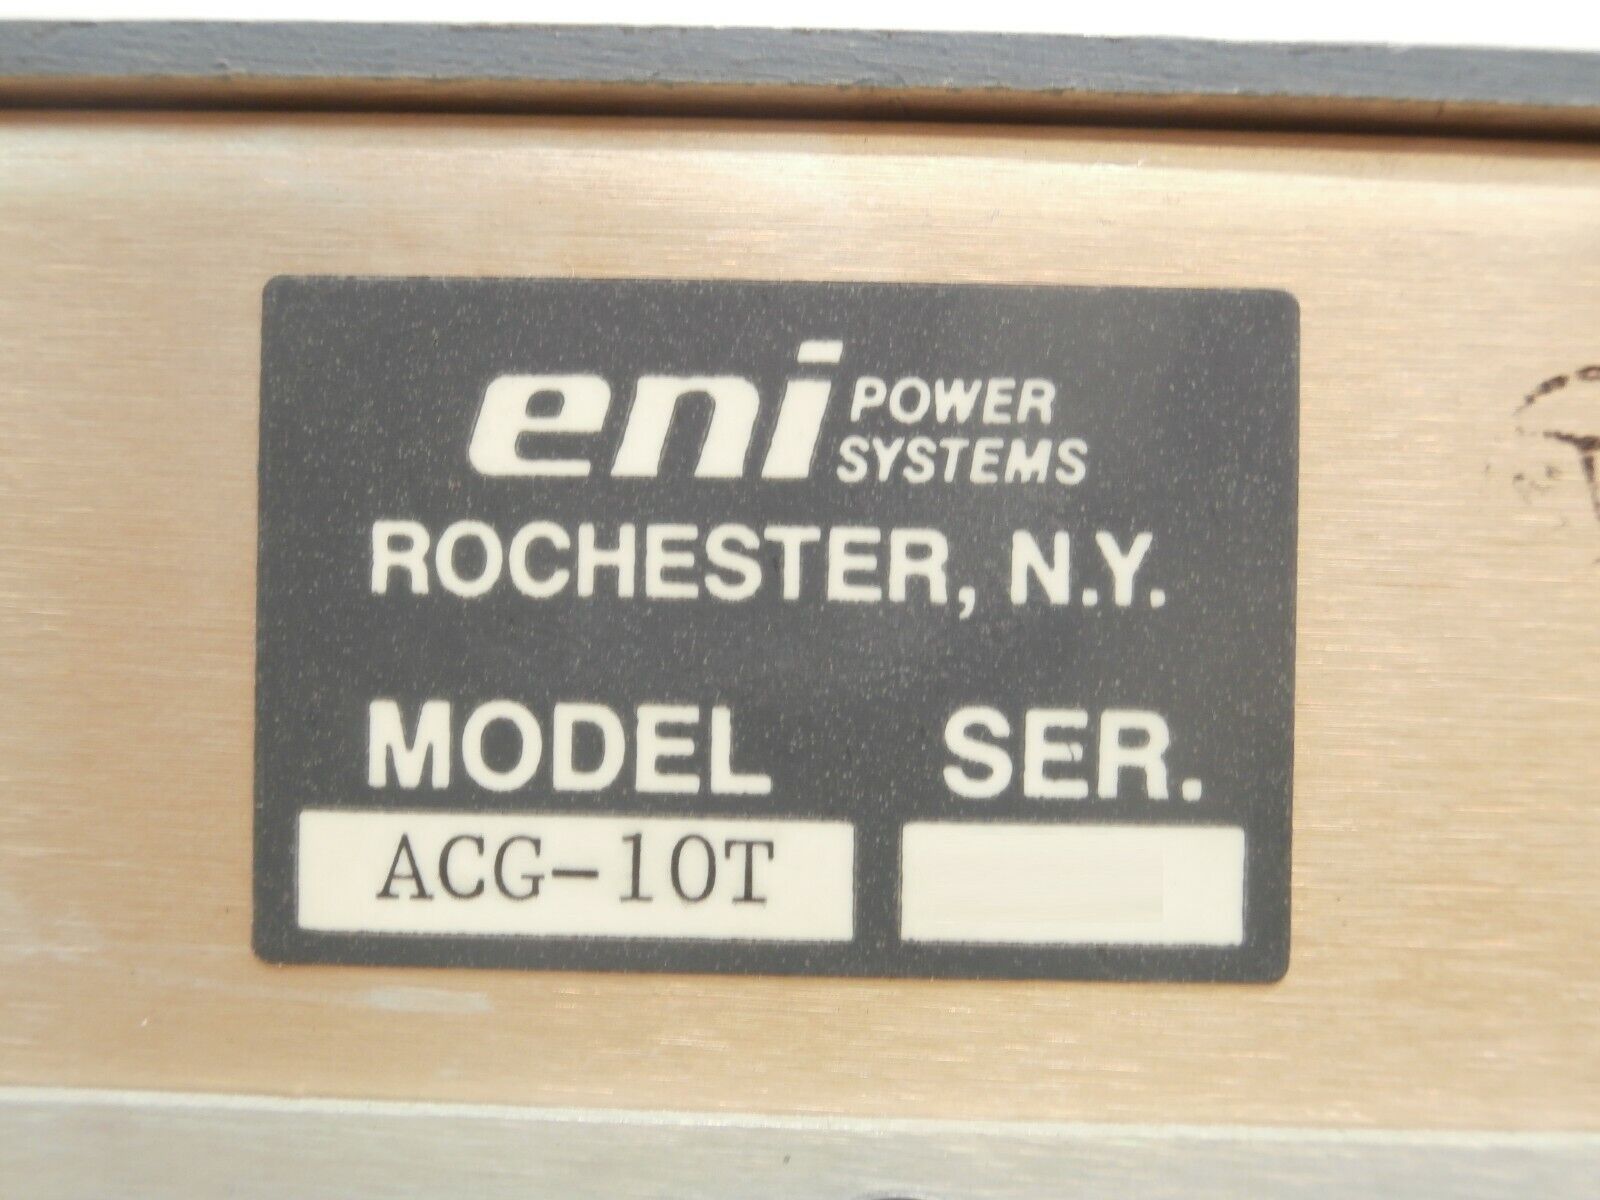 eni POWER SYSTEMS
ROCHESTER, N.Y.
MODEL SER.
ACG-10T